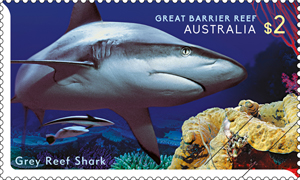 GREAT BARRIER REEF
AUSTRALIA $2
Grey Reef Shark